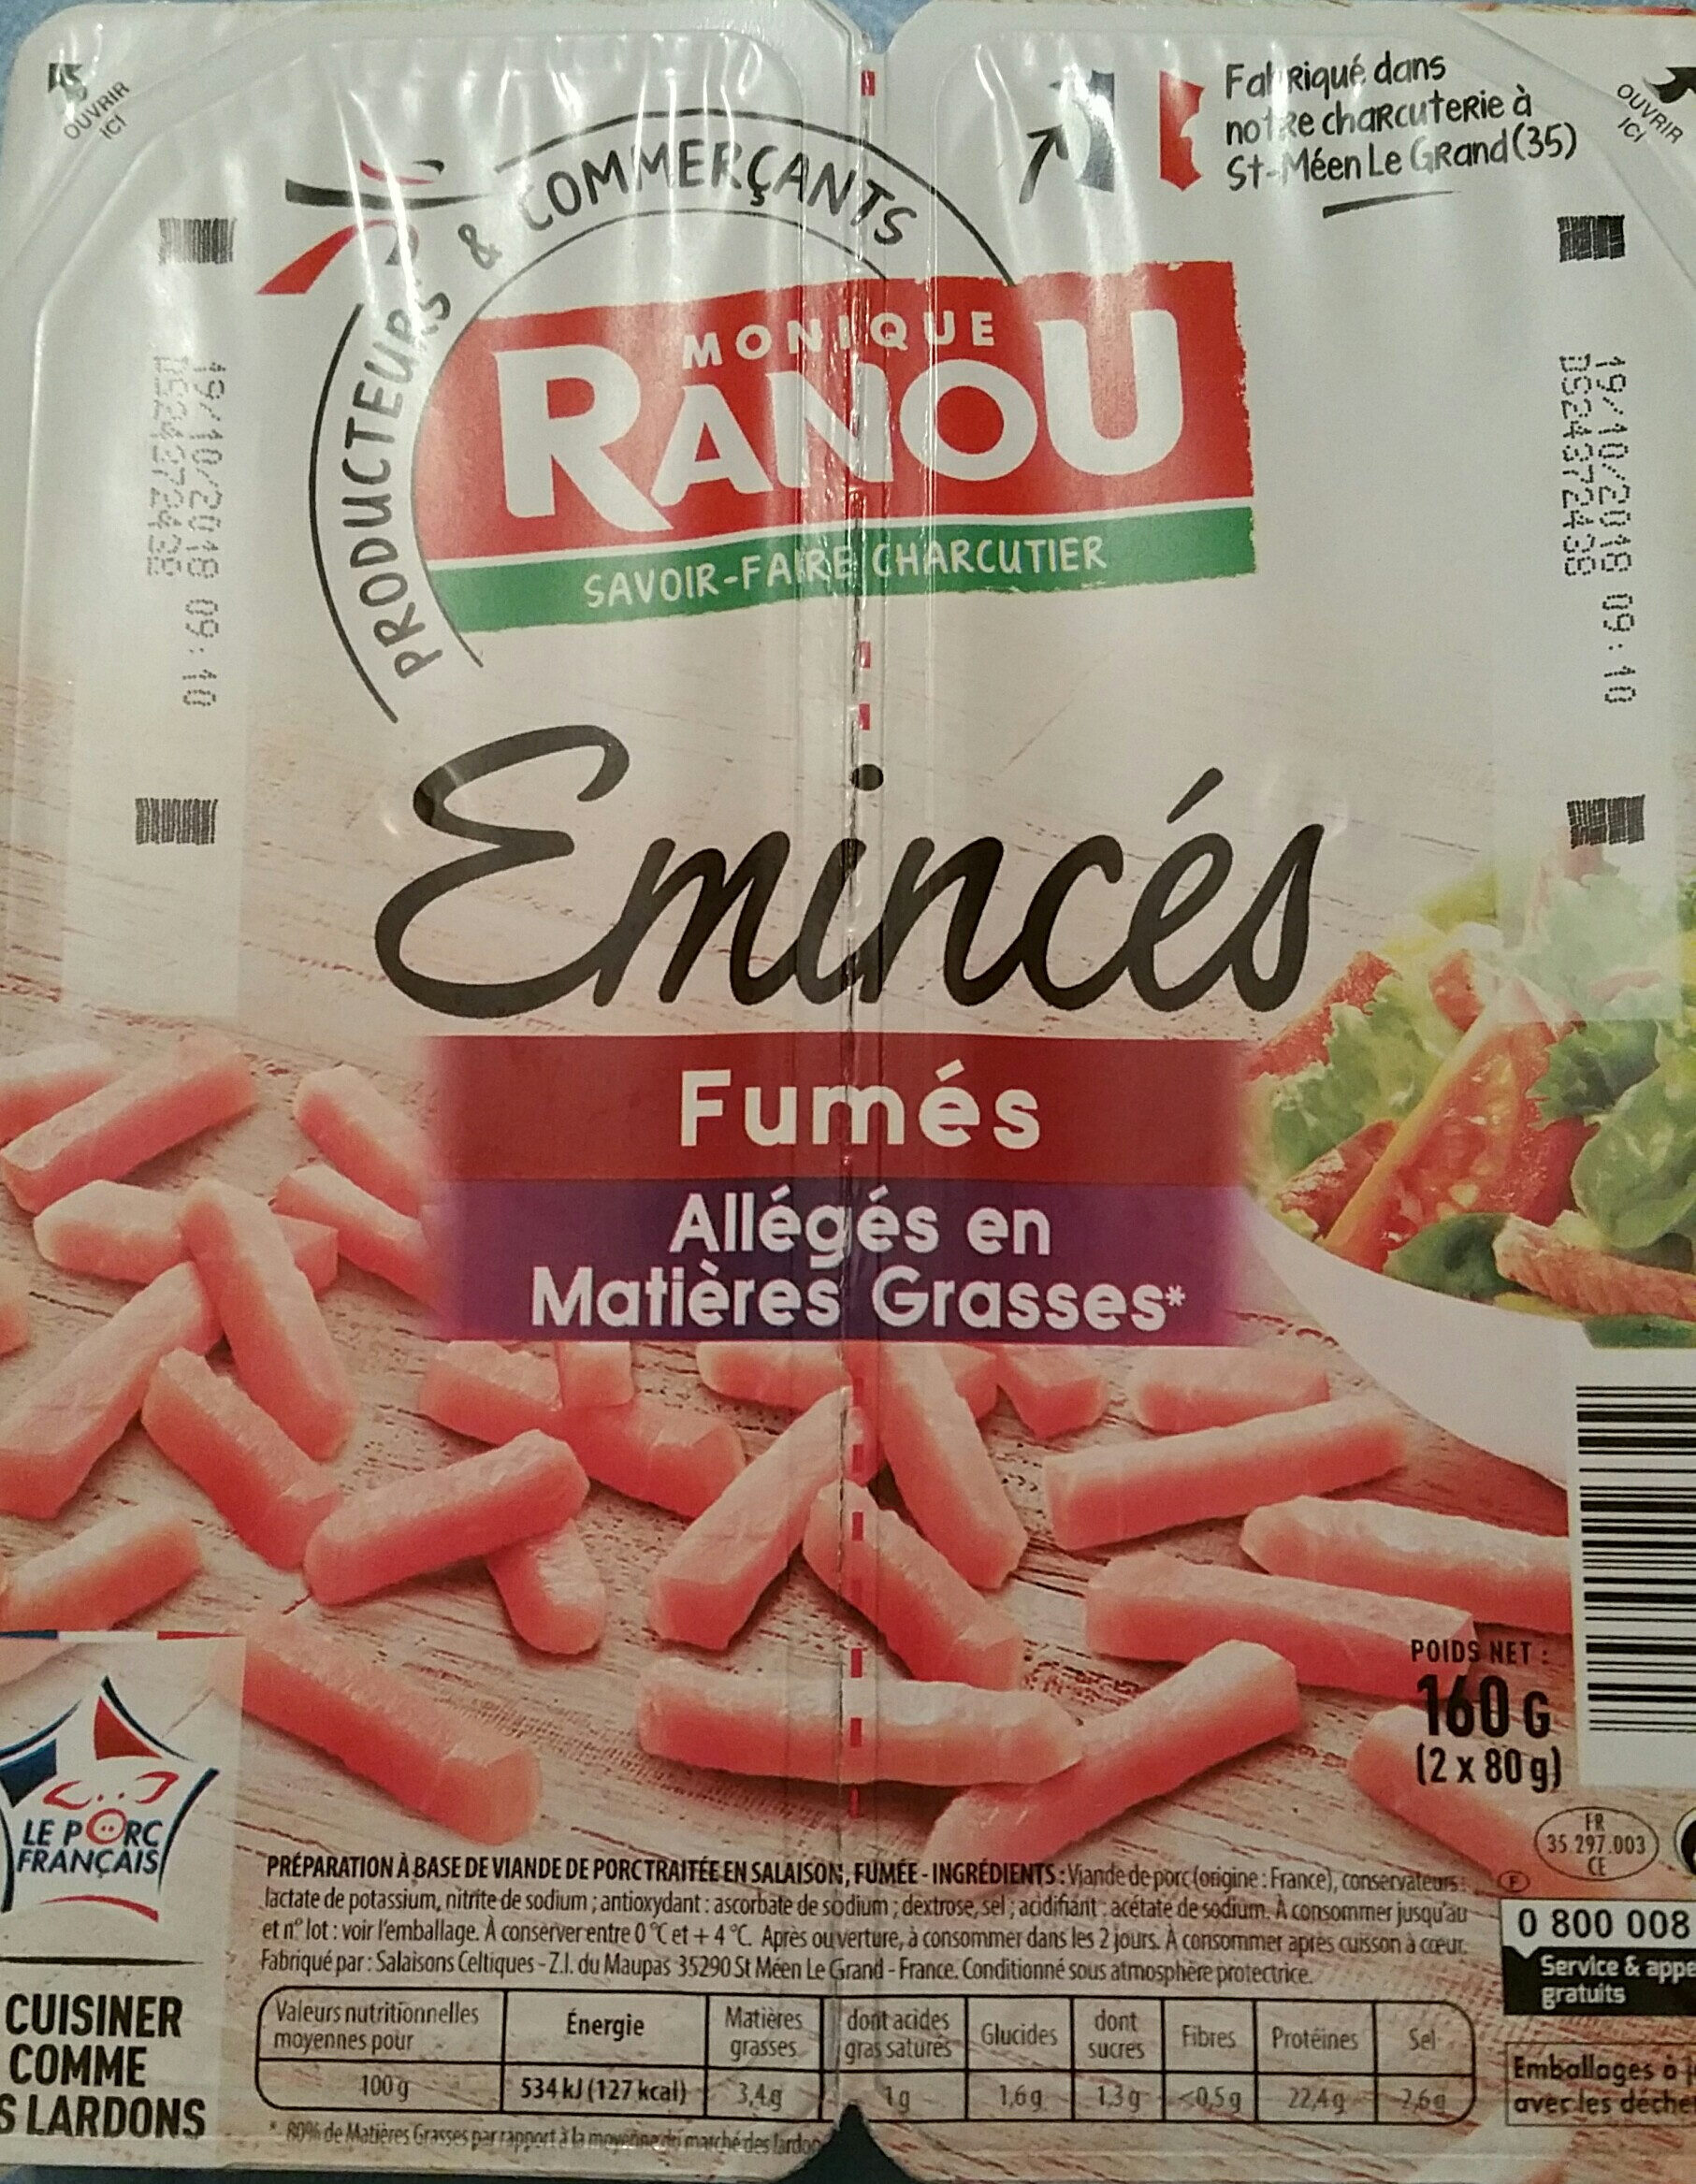 OUVRIR
ICI
Fabriqué dans
notre charcuterie à
St-Méen Le Grand (35)
OUVRIR
ICI
PRODUCTEURS & COMMERÇANTS
MONIQUE
RANOU
SAVOIR-FAIRE CHARCUTIER
19/10/2018 09:10
19/10/2018 09:10
Emincés
Fumés
Allégés en
Matières Grasses*
POIDS NET :
160 G
(2 x 80 g)
FR
35.297.003
CE
LE PORC
FRANÇAIS
PRÉPARATION À BASE DE VIANDE DE PORC TRAITÉE EN SALAISON, FUMÉE - INGRÉDIENTS : Viande de porc (origine : France), conservateurs :
lactate de potassium, nitrite de sodium ; antioxydant : ascorbate de sodium ; dextrose, sel ; acidifiant : acétate de sodium. À consommer jusqu'au
et n° lot : voir l'emballage. À conserver entre 0 °C et + 4 °C. Après ouverture, à consommer dans les 2 jours. À consommer après cuisson à cœur.
Fabriqué par : Salaisons Celtiques - Z.I. du Maupas 35290 St Méen Le Grand - France. Conditionné sous atmosphère protectrice.
F
0 800 008
Service & appe
gratuits
CUISINER
COMME
S LARDONS
Valeurs nutritionnelles
moyennes pour
Énergie
Matières
grasses
dont acides
gras saturés
Glucides
dont
sucres
Fibres
Protéines
Sel
100 g
534 kJ (127 kcal)
3,4 g
1 g
1,6 g
1,3 g
<0,5 g
22,4 g
2,6 g
Emballages à j
avec les déche
* 80% de Matières Grasses par rapport à la moyenne du marché des lardon